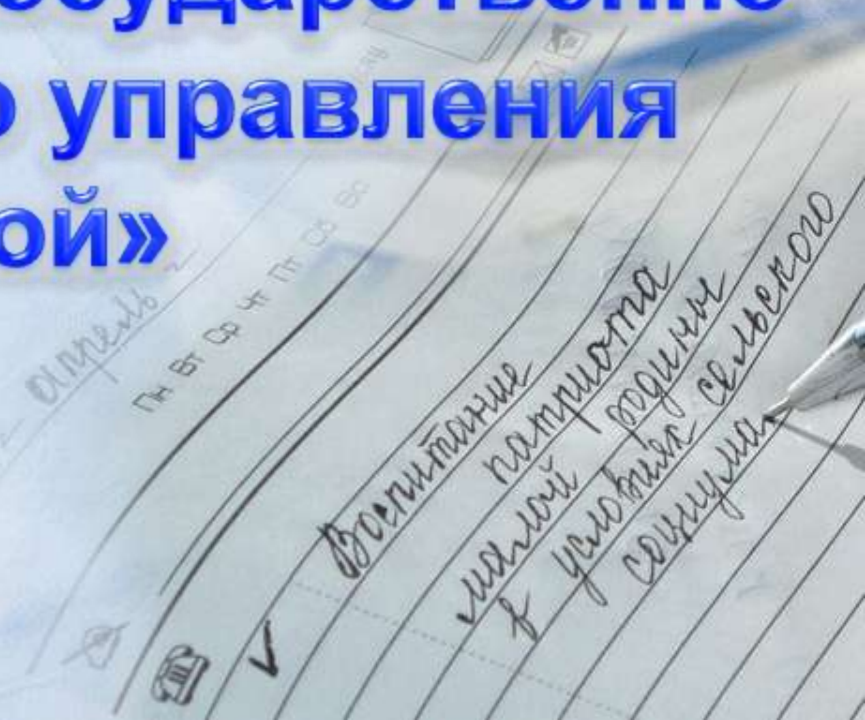 управления
ой»
апрель
Пн Вт Ср Чт Пт Сб Вс
Воспитание
патриота
малой родины
в условиях сельского
социума